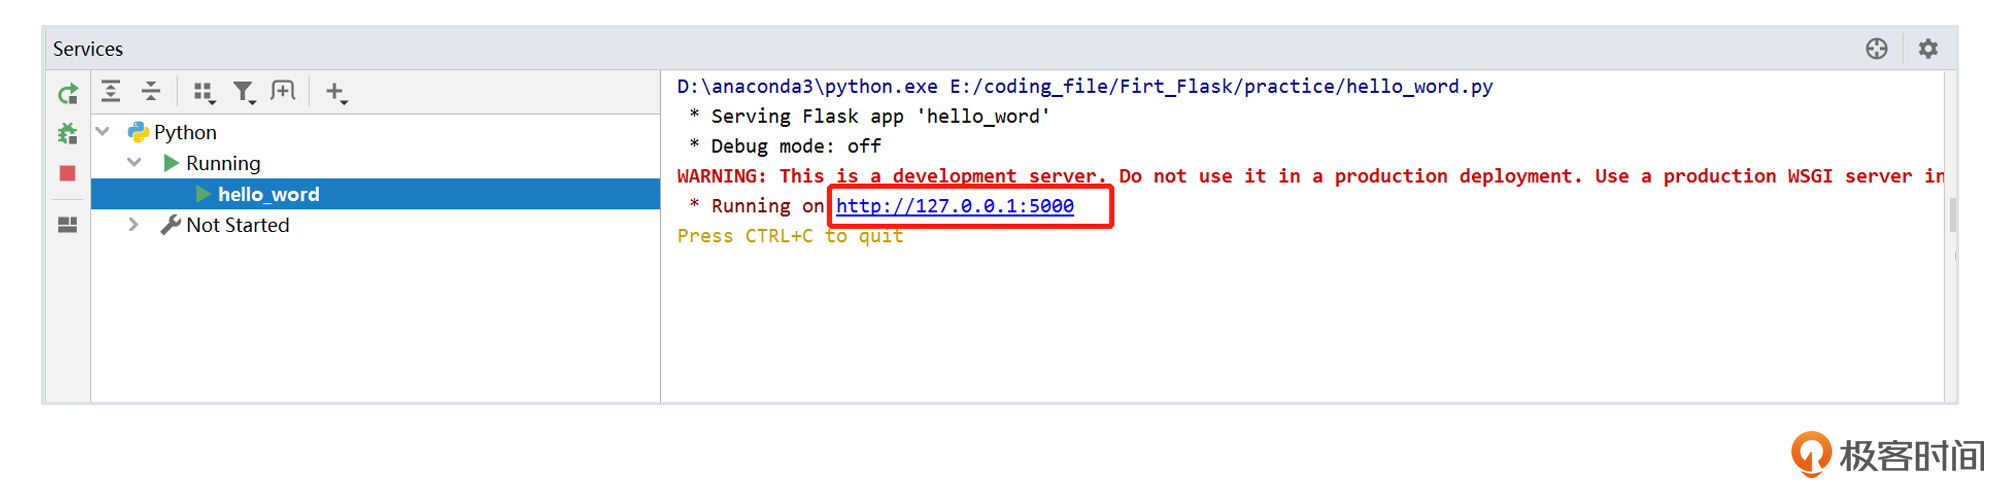 Services
Python
Running
hello_word
Not Started
D:\anaconda3\python.exe E:/coding_file/Firt_Flask/practice/hello_word.py
* Serving Flask app 'hello_word'
* Debug mode: off
WARNING: This is a development server. Do not use it in a production deployment. Use a production WSGI server in
* Running on http://127.0.0.1:5000
Press CTRL+C to quit
极客时间